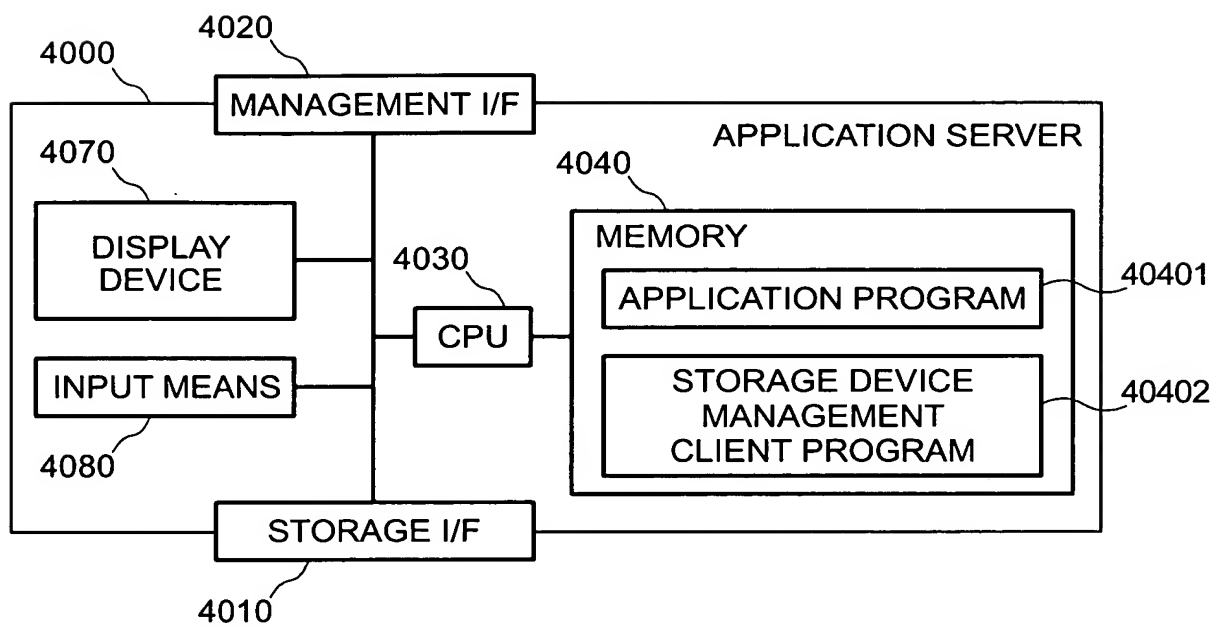 4020
4000
MANAGEMENT I/F
APPLICATION SERVER
4070
4040
DISPLAY
DEVICE
MEMORY
4030
APPLICATION PROGRAM
40401
CPU
INPUT MEANS
STORAGE DEVICE
MANAGEMENT
CLIENT PROGRAM
40402
4080
STORAGE I/F
4010